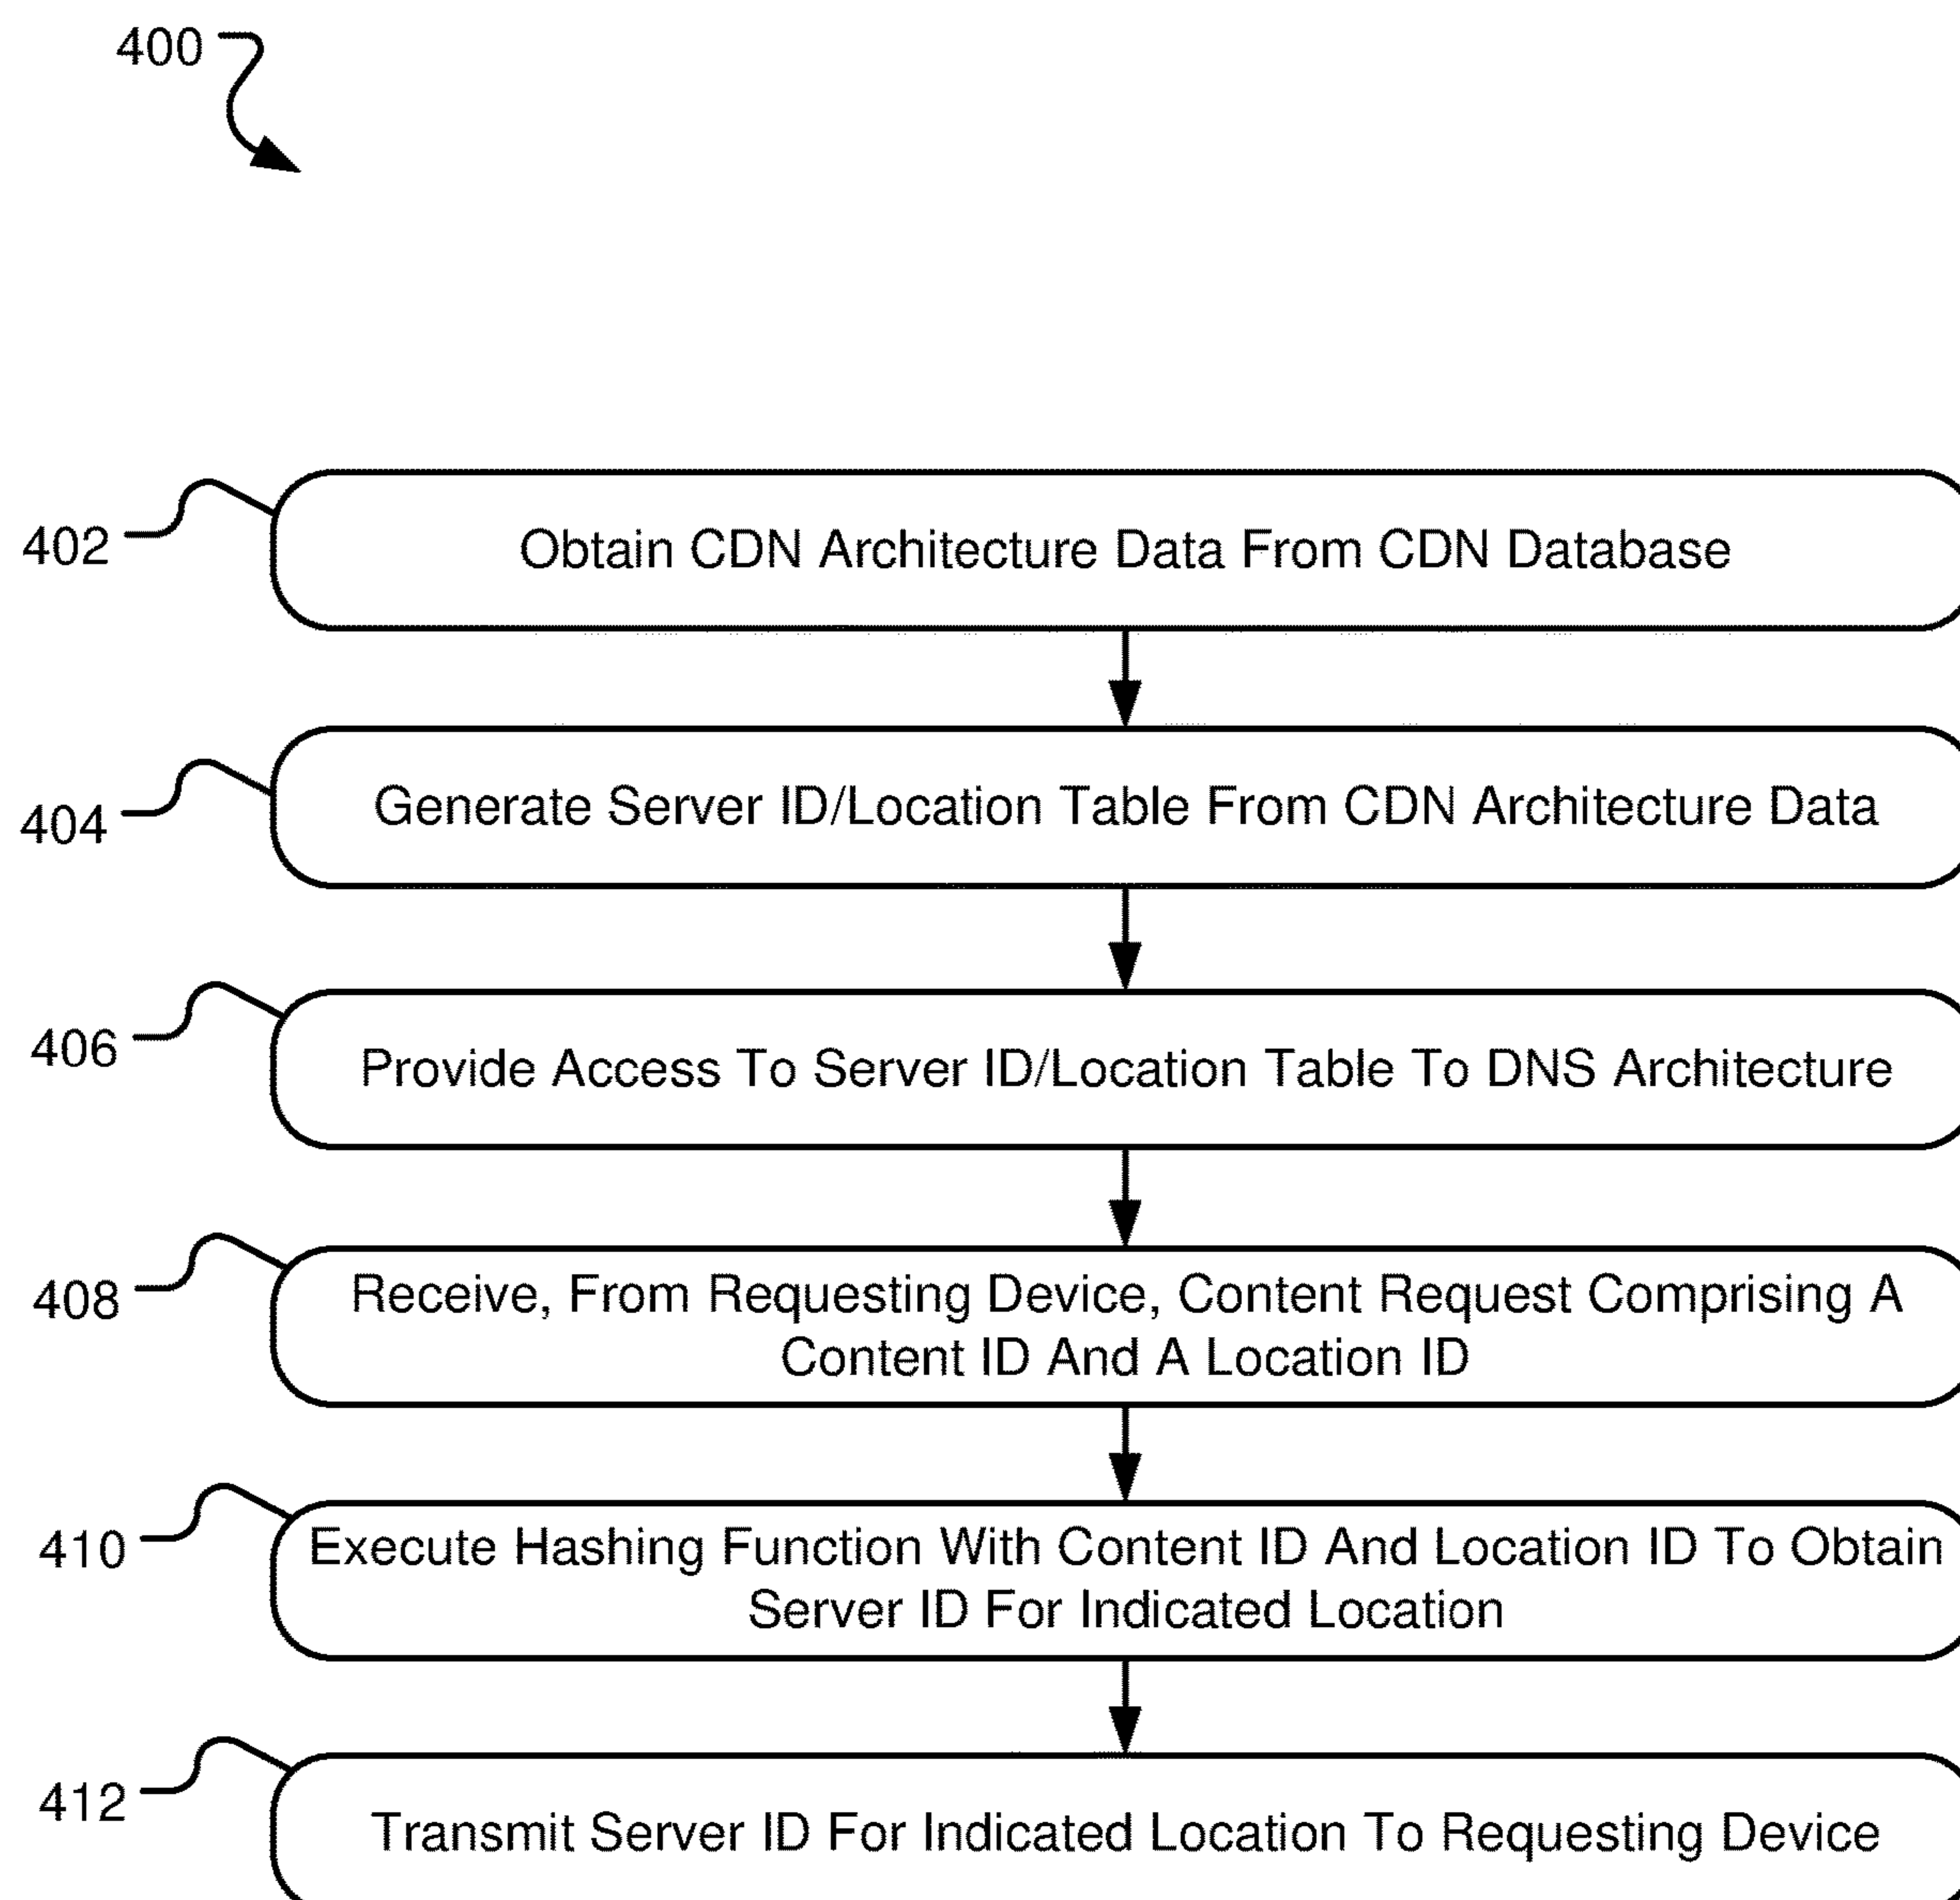 400
402
Obtain CDN Architecture Data From CDN Database
404
Generate Server ID/Location Table From CDN Architecture Data
406
Provide Access To Server ID/Location Table To DNS Architecture
408
Receive, From Requesting Device, Content Request Comprising A
Content ID And A Location ID
410
Execute Hashing Function With Content ID And Location ID To Obtain
Server ID For Indicated Location
412
Transmit Server ID For Indicated Location To Requesting Device